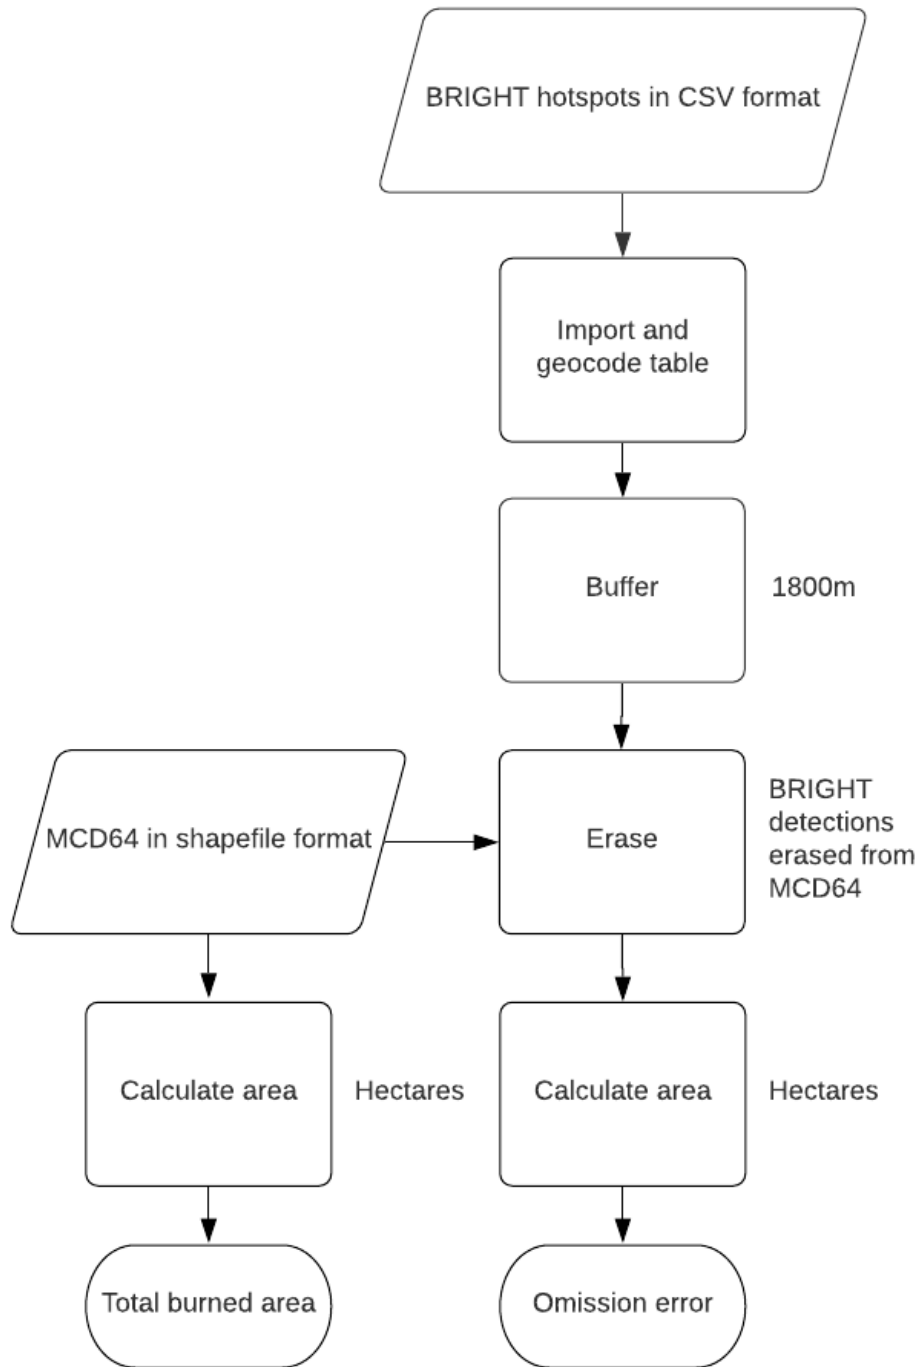 BRIGHT hotspots in CSV format
Import and
geocode table
Buffer
1800m
MCD64 in shapefile format
Erase
BRIGHT
detections
erased from
MCD64
Calculate area
Hectares
Calculate area
Hectares
Total burned area
Omission error